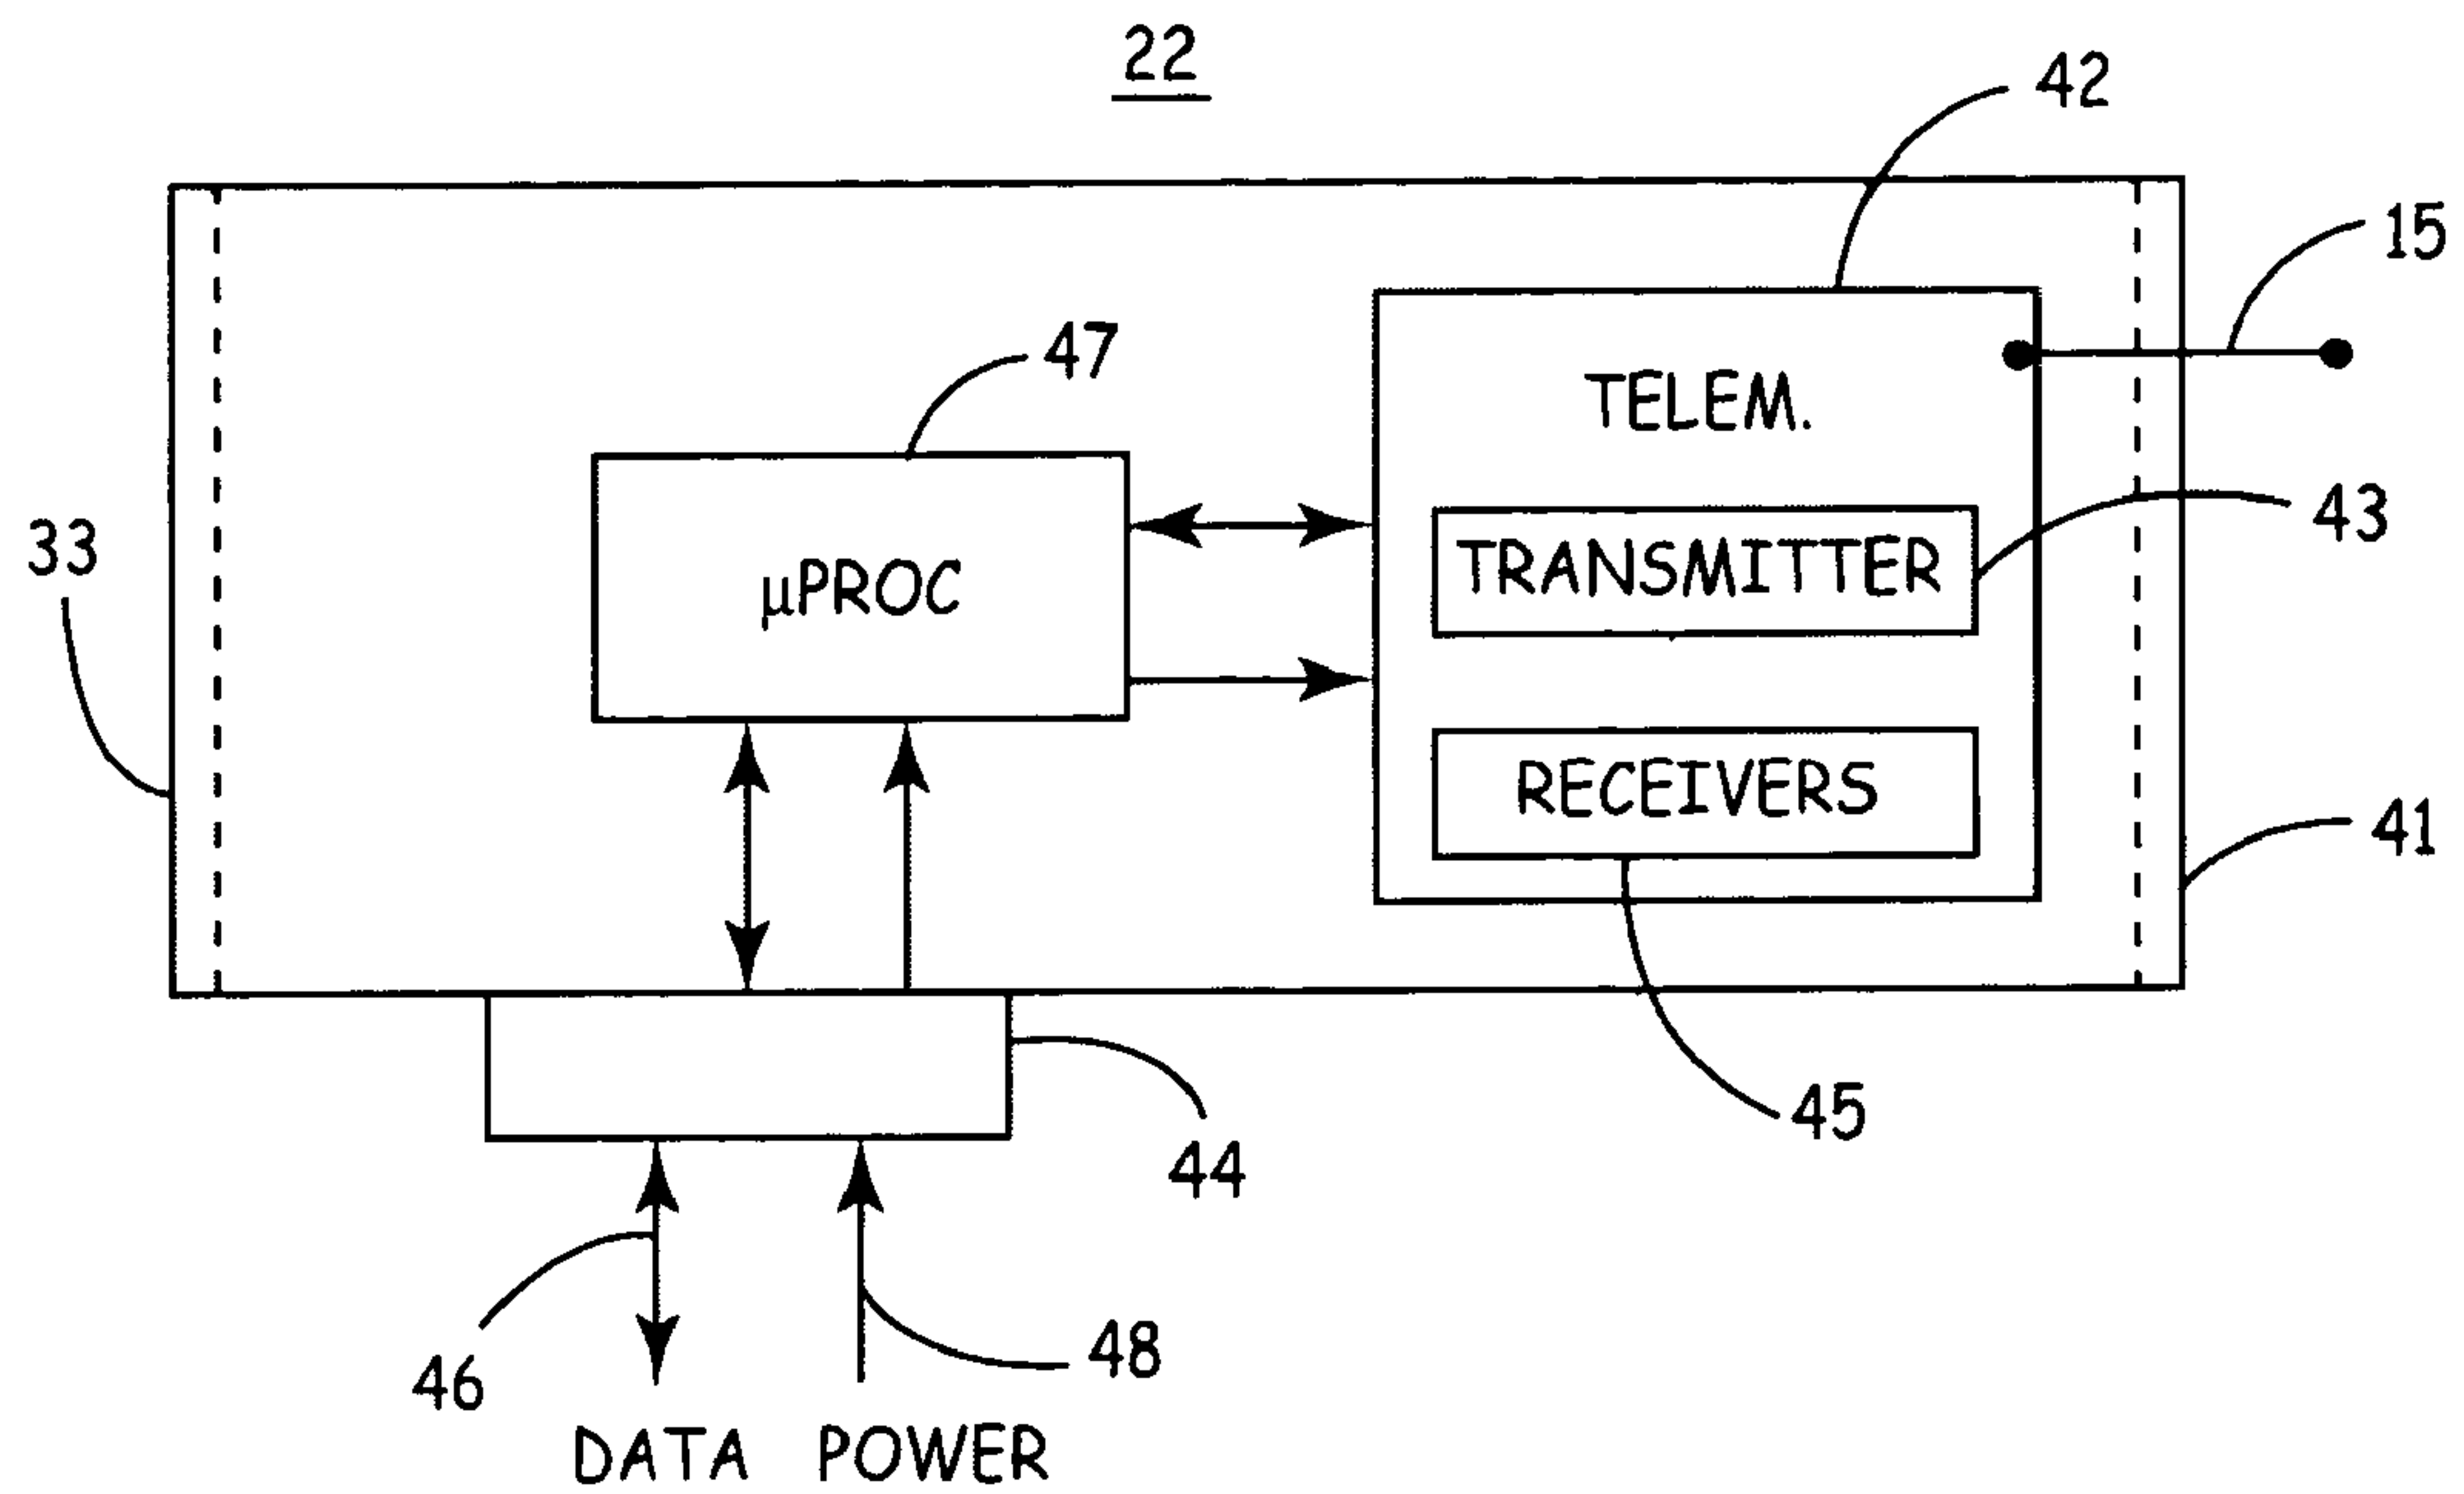 22
42
15
47
TELEM.
33
43
TRANSMITTER
µPROC
RECEIVERS
41
45
44
46
48
DATA POWER